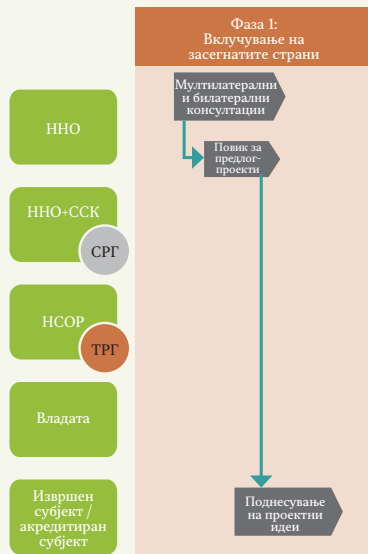 Фаза 1:
Вклучување на
засегнатите страни
Мултилатерални
и билатерални
консултации
ННО
Повик за
предлог-
проекти
ННО+ССК
СРГ
НСОР
ТРГ
Владата
Извршен
субјект /
акредитиран
субјект
Поднесување
на проектни
идеи